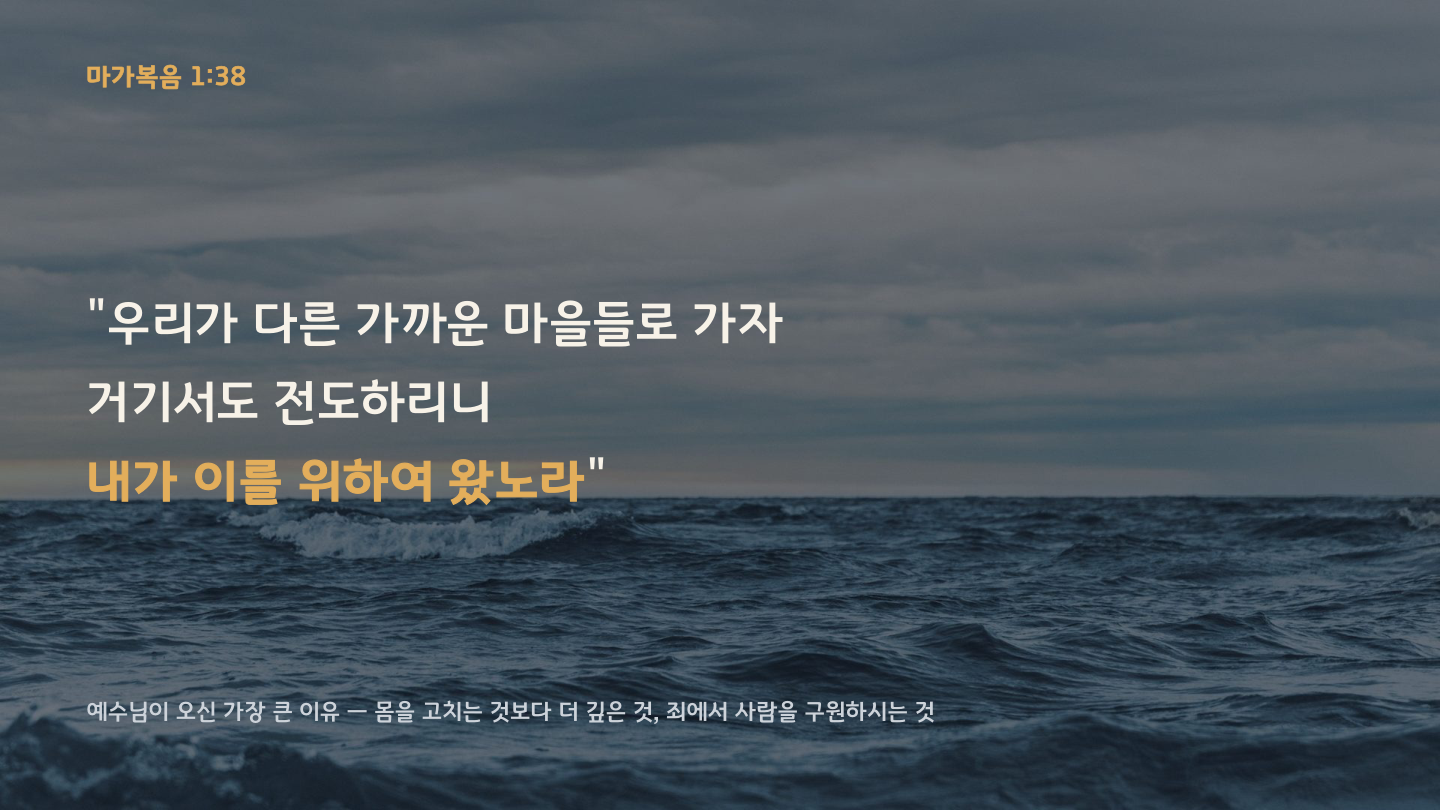 마가복음 1:38
"우리가 다른 가까운 마을들로 가자
거기서도 전도하리니
내가 이를 위하여 왔노라"
예수님이 오신 가장 큰 이유 — 몸을 고치는 것보다 더 깊은 것, 죄에서 사람을 구원하시는 것